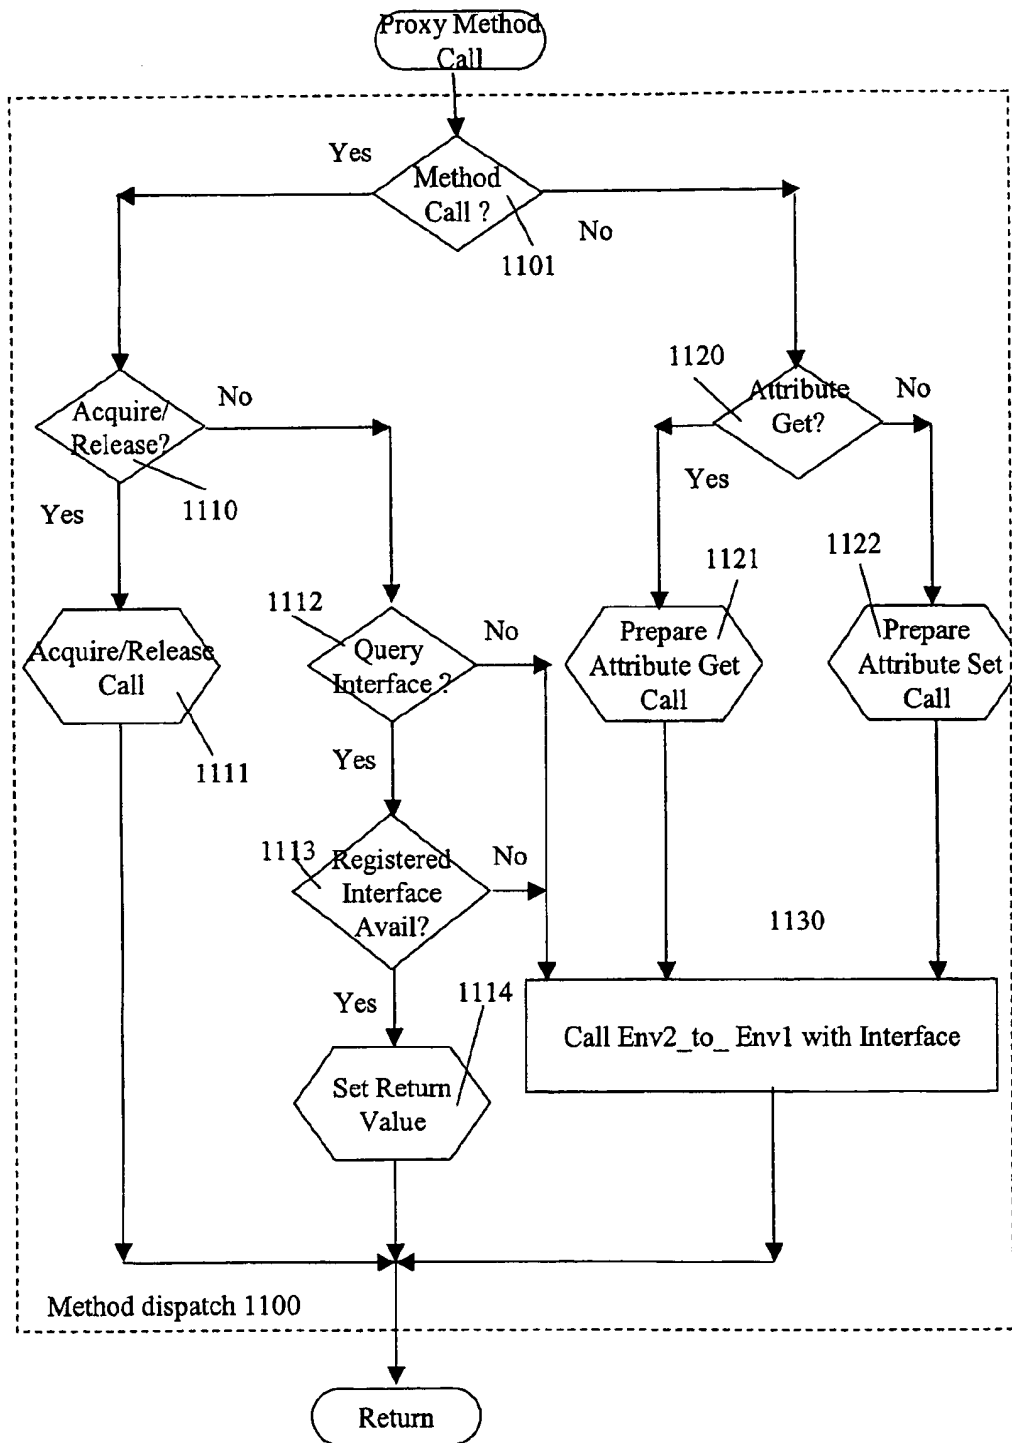 Proxy Method
Call
Yes
Method
Call ?
No
1101
1120
Attribute
Get?
No
Yes
Acquire/
Release?
No
Yes
1110
1121
1122
1112
Query
Interface ?
No
Prepare
Attribute Get
Call
Prepare
Attribute Set
Call
Acquire/Release
Call
1111
Yes
1113
Registered
Interface
Avail?
No
1130
Yes
1114
Call Env2_to_ Env1 with Interface
Set Return
Value
Method dispatch 1100
Return